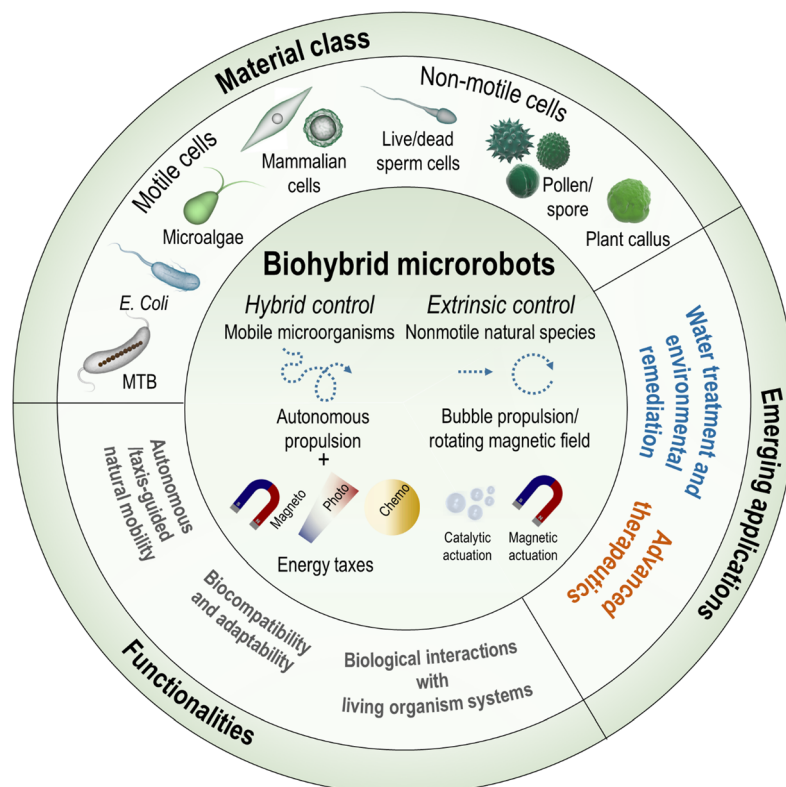 Material class
Motile cells
Non-motile cells
Mammalian
cells
Live/dead
sperm cells
Pollen/
spore
Plant callus
Microalgae
E. Coli
MTB
Biohybrid microrobots
Hybrid control
Mobile microorganisms
Autonomous
propulsion
+
Magneto
Photo
Chemo
Energy taxes
Extrinsic control
Nonmotile natural species
Bubble propulsion/
rotating magnetic field
Catalytic
actuation
Magnetic
actuation
Emerging applications
Water treatment and
environmental
remediation
Advanced
therapeutics
Functionalities
Autonomous
/taxis-guided
natural mobility
Biocompatibility
and adaptability
Biological interactions
with
living organism systems